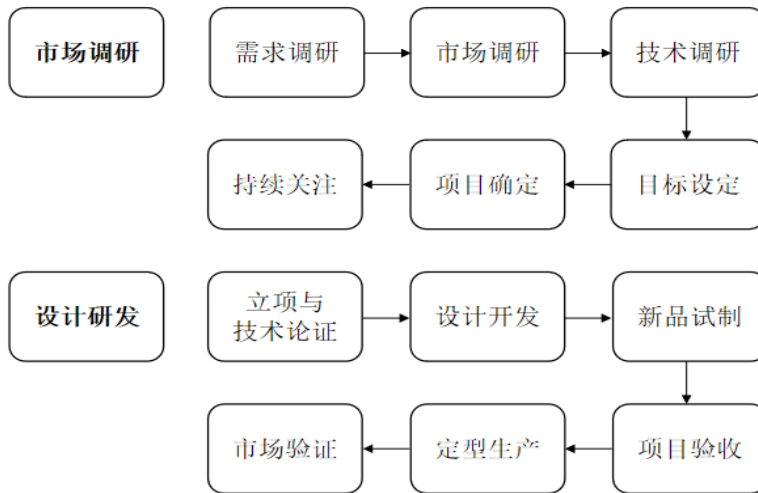 市场调研
需求调研
市场调研
技术调研
持续关注
项目确定
目标设定
设计研发
立项与
技术论证
设计开发
新品试制
市场验证
定型生产
项目验收